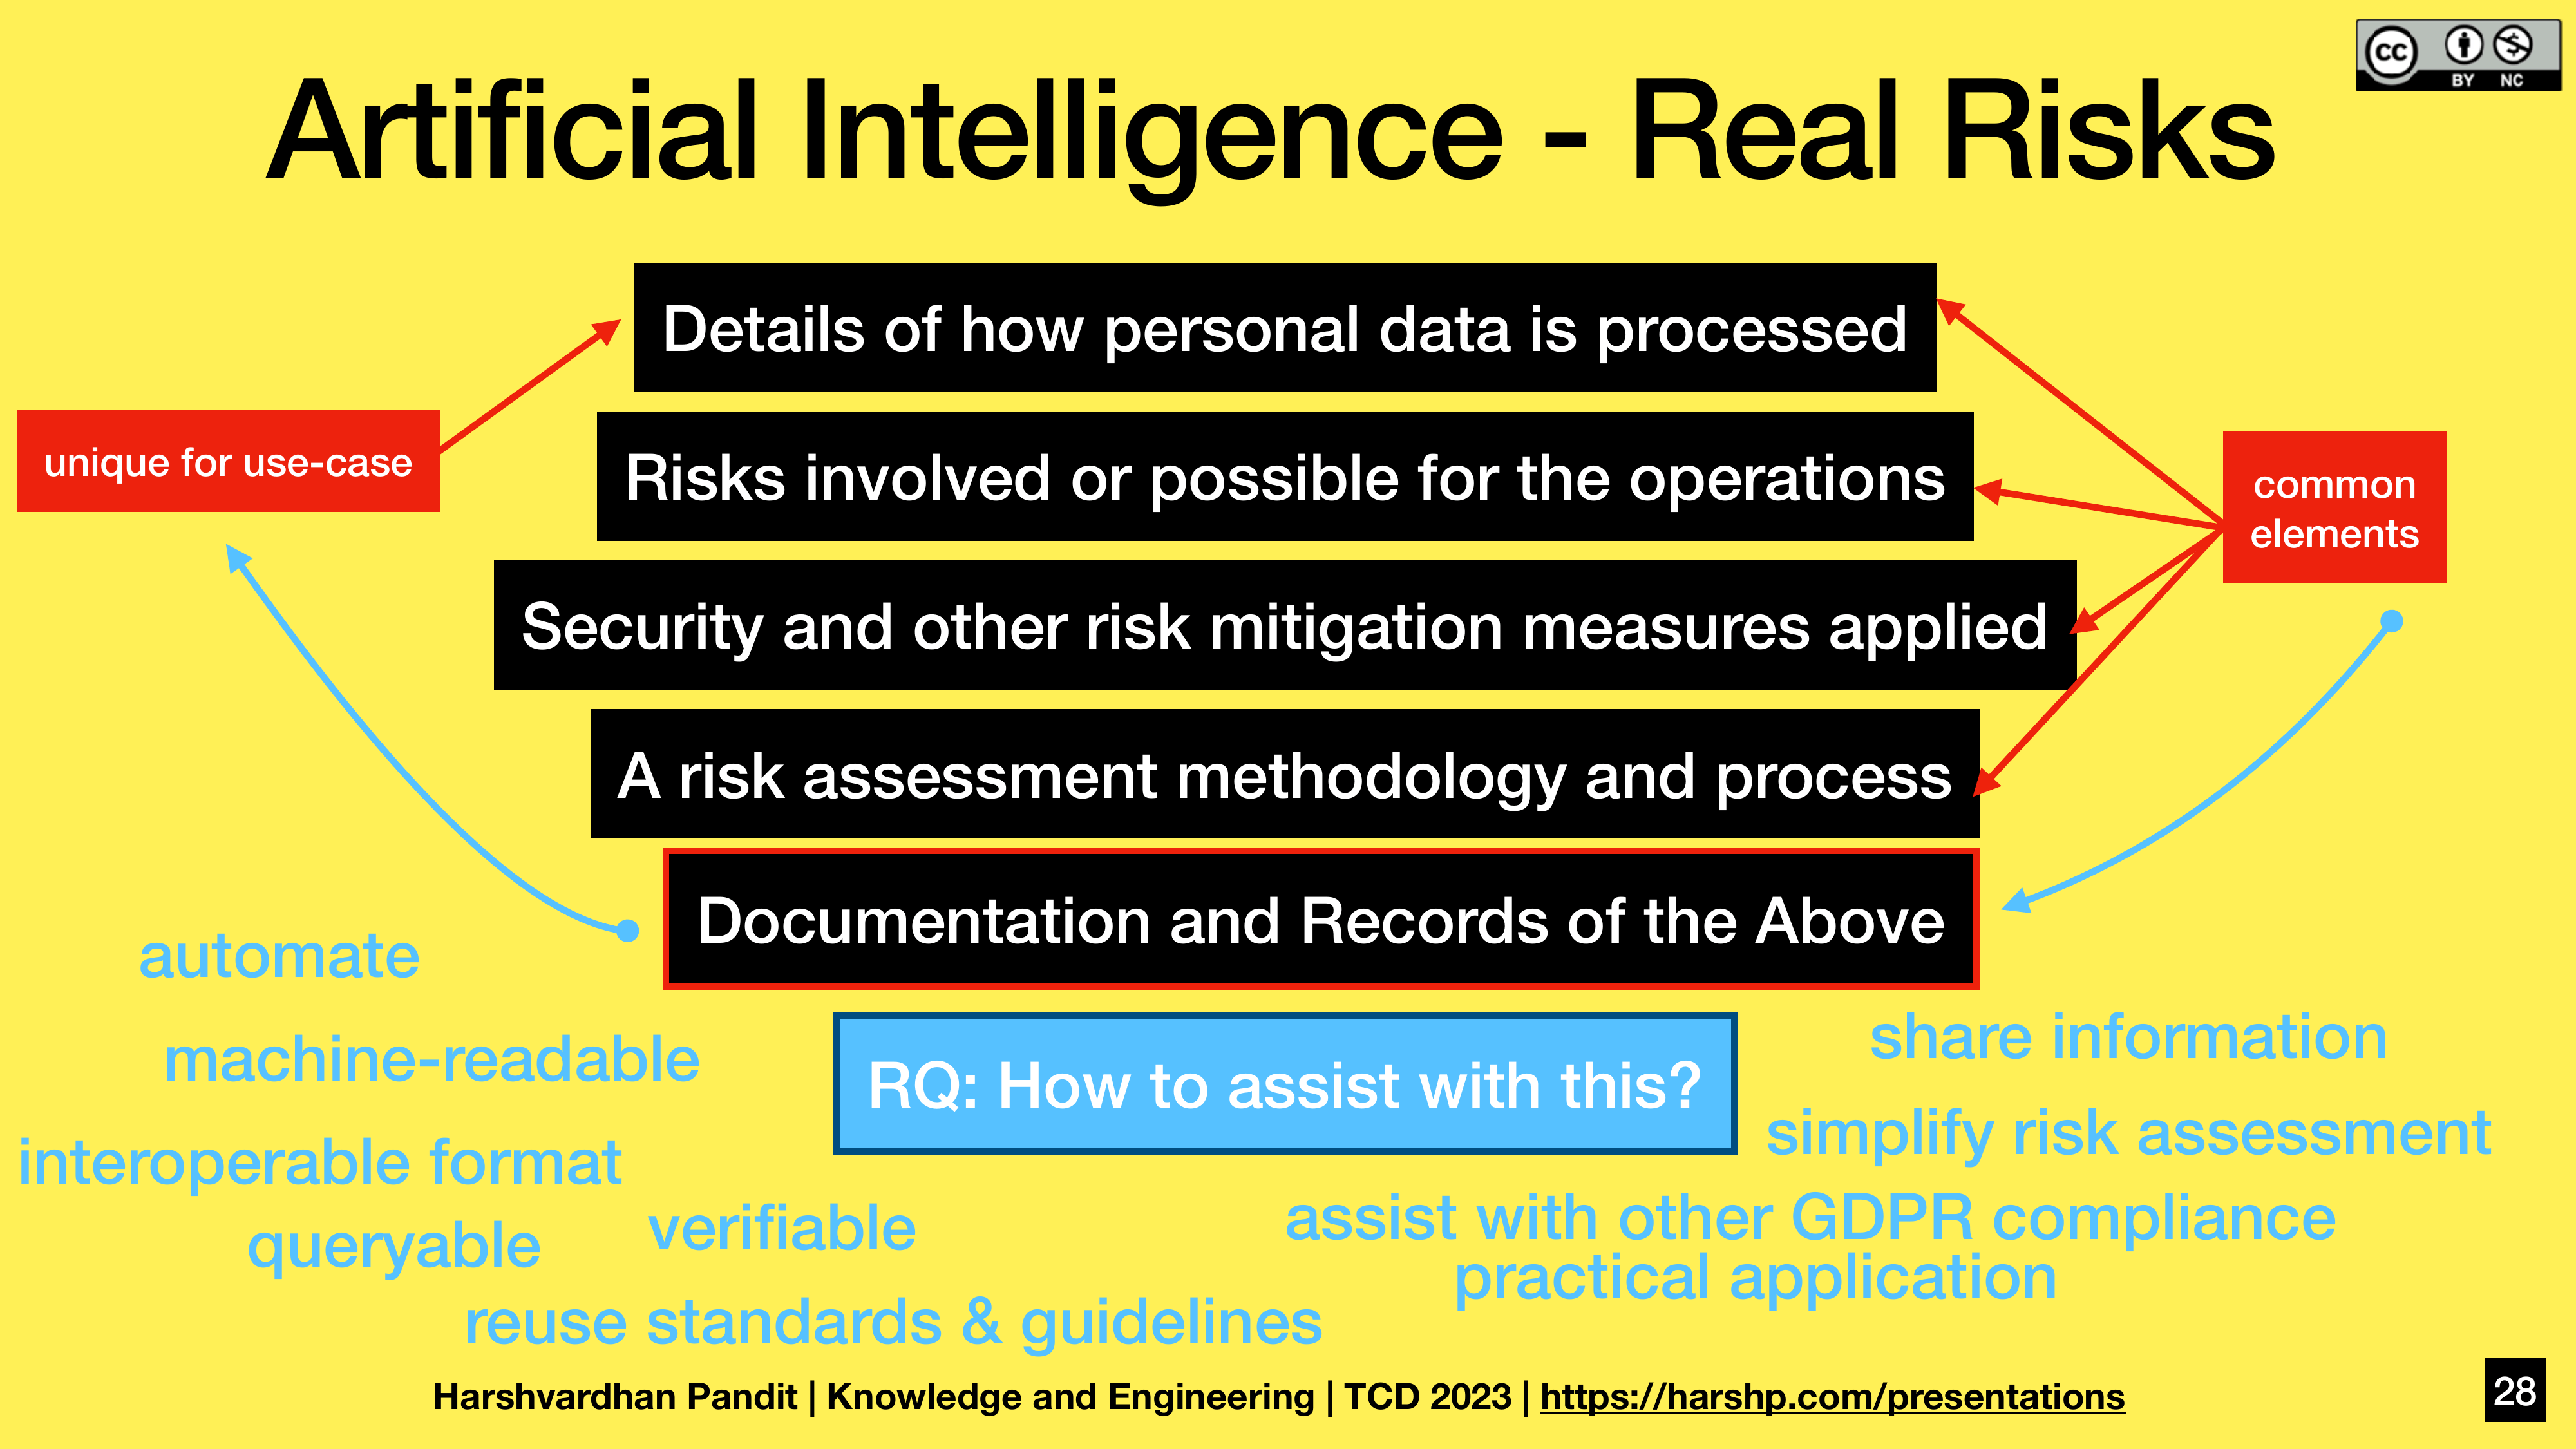 CC BY NC
Artificial Intelligence - Real Risks
Details of how personal data is processed
unique for use-case
Risks involved or possible for the operations
common
elements
Security and other risk mitigation measures applied
A risk assessment methodology and process
Documentation and Records of the Above
automate
machine-readable
interoperable format
queryable
verifiable
reuse standards & guidelines
RQ: How to assist with this?
share information
simplify risk assessment
assist with other GDPR compliance
practical application
Harshvardhan Pandit | Knowledge and Engineering | TCD 2023 | https://harshp.com/presentations
28